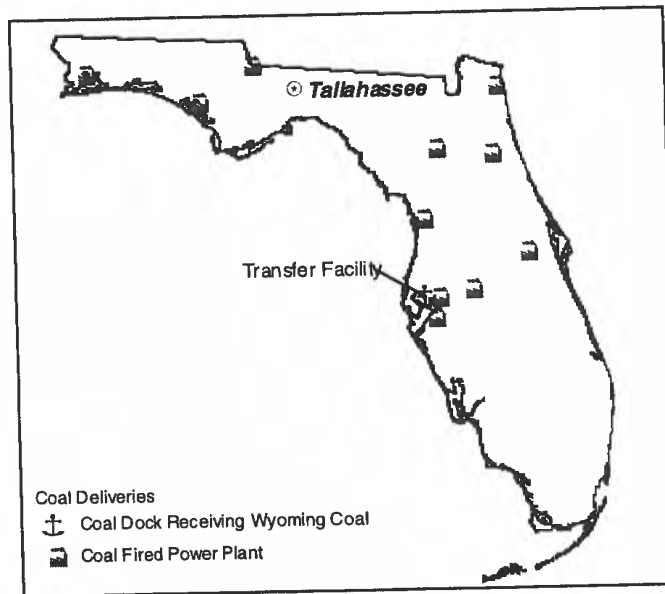 Tallahassee
Transfer Facility
Coal Deliveries
Coal Dock Receiving Wyoming Coal
Coal Fired Power Plant